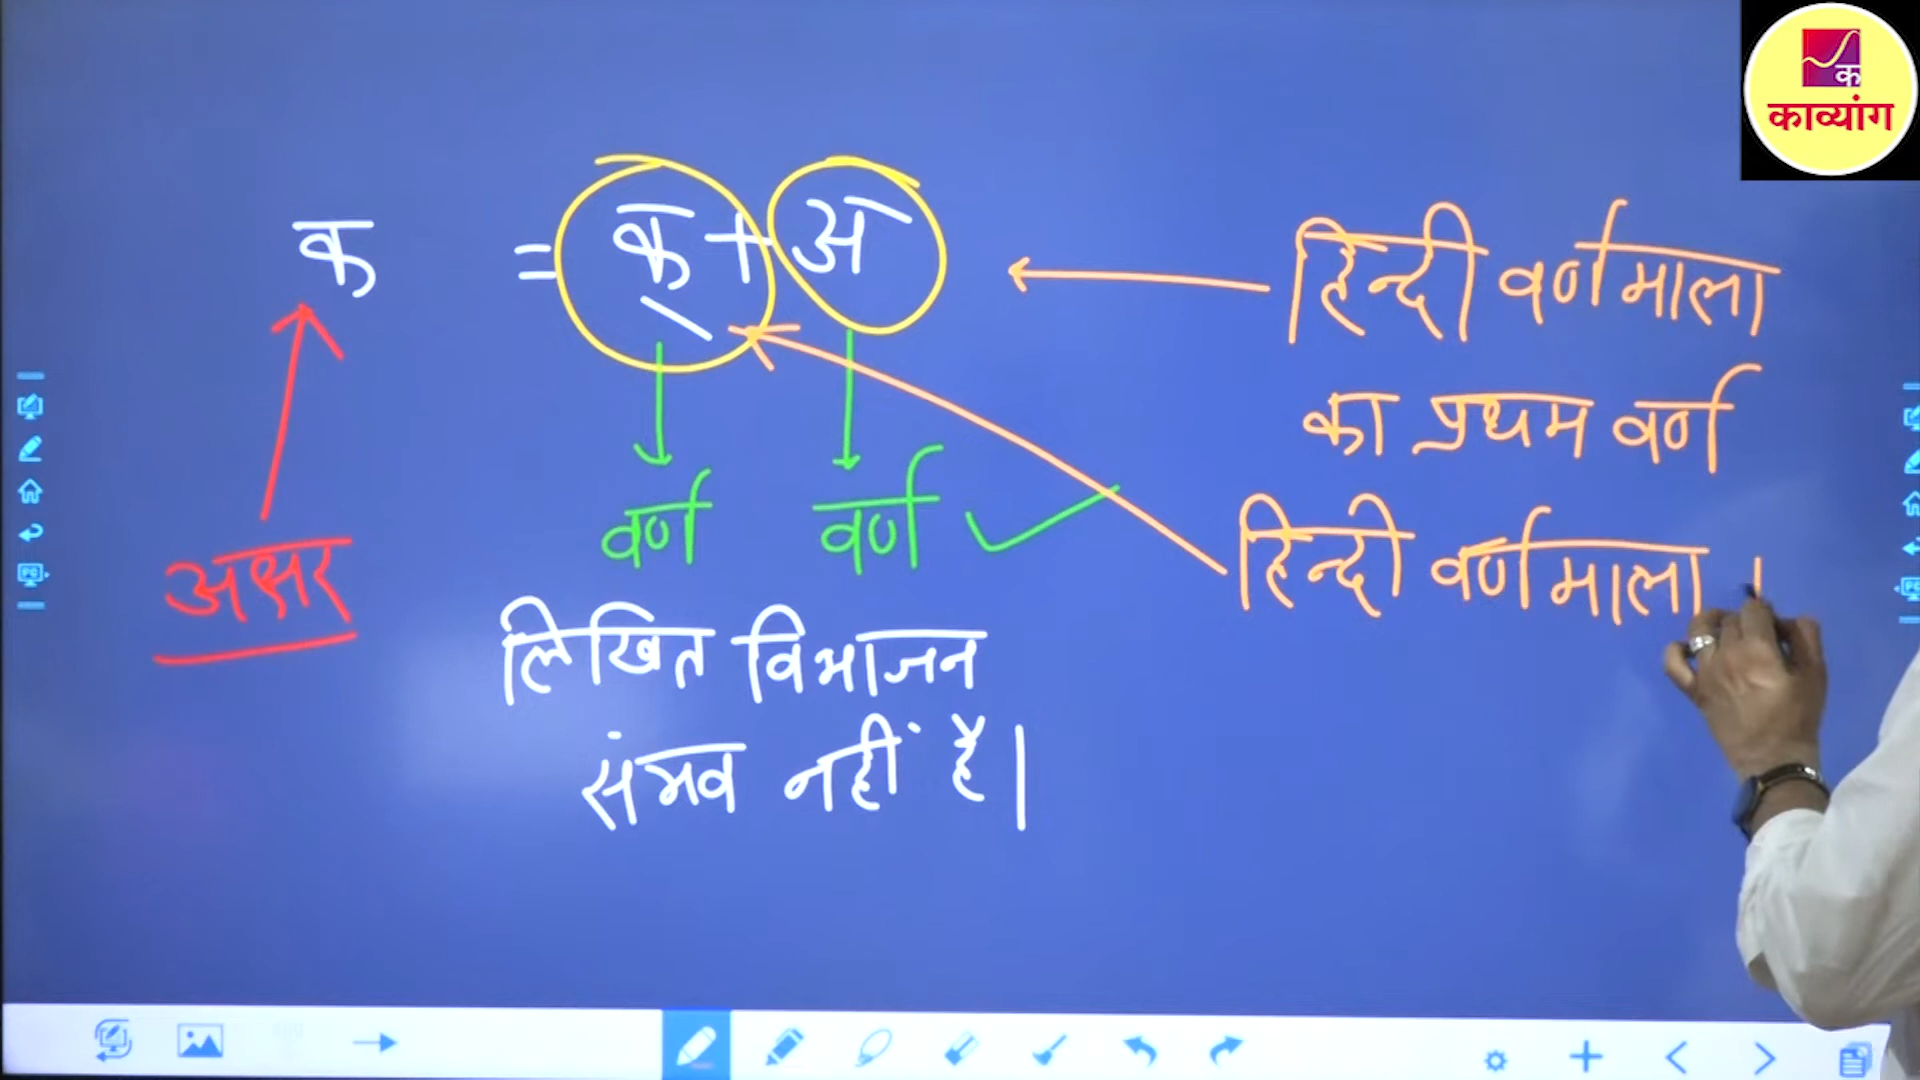 क
काव्यांग
क = क् + अ
हिन्दी वर्णमाला
का प्रथम वर्ण
वर्ण वर्ण
हिन्दी वर्णमाला
अक्षर
लिखित विभाजन
संभव नहीं है।